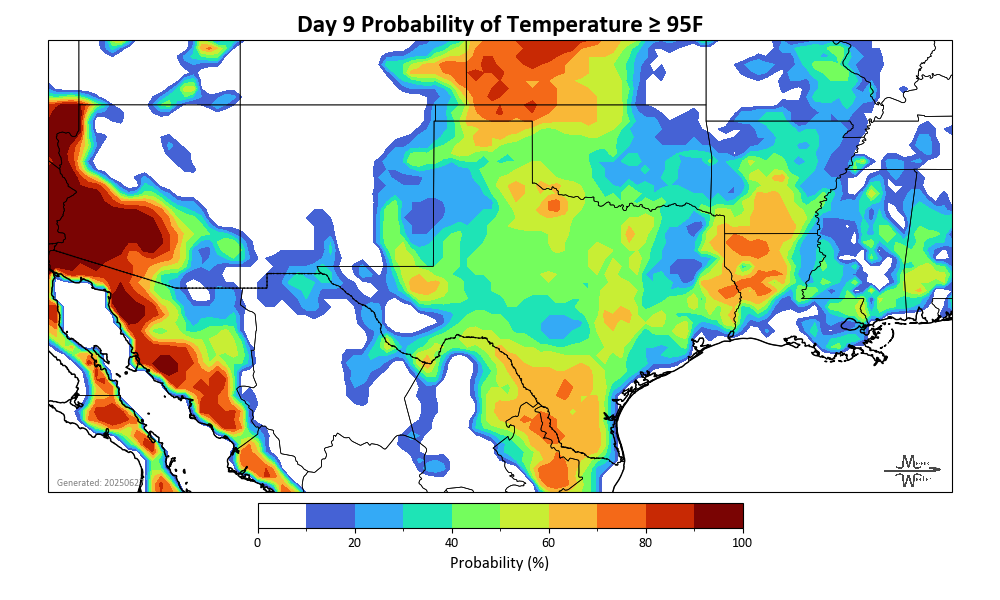 Day 9 Probability of Temperature ≥ 95F
Generated: 2025062
0 20 40 60 80 100
Probability (%)